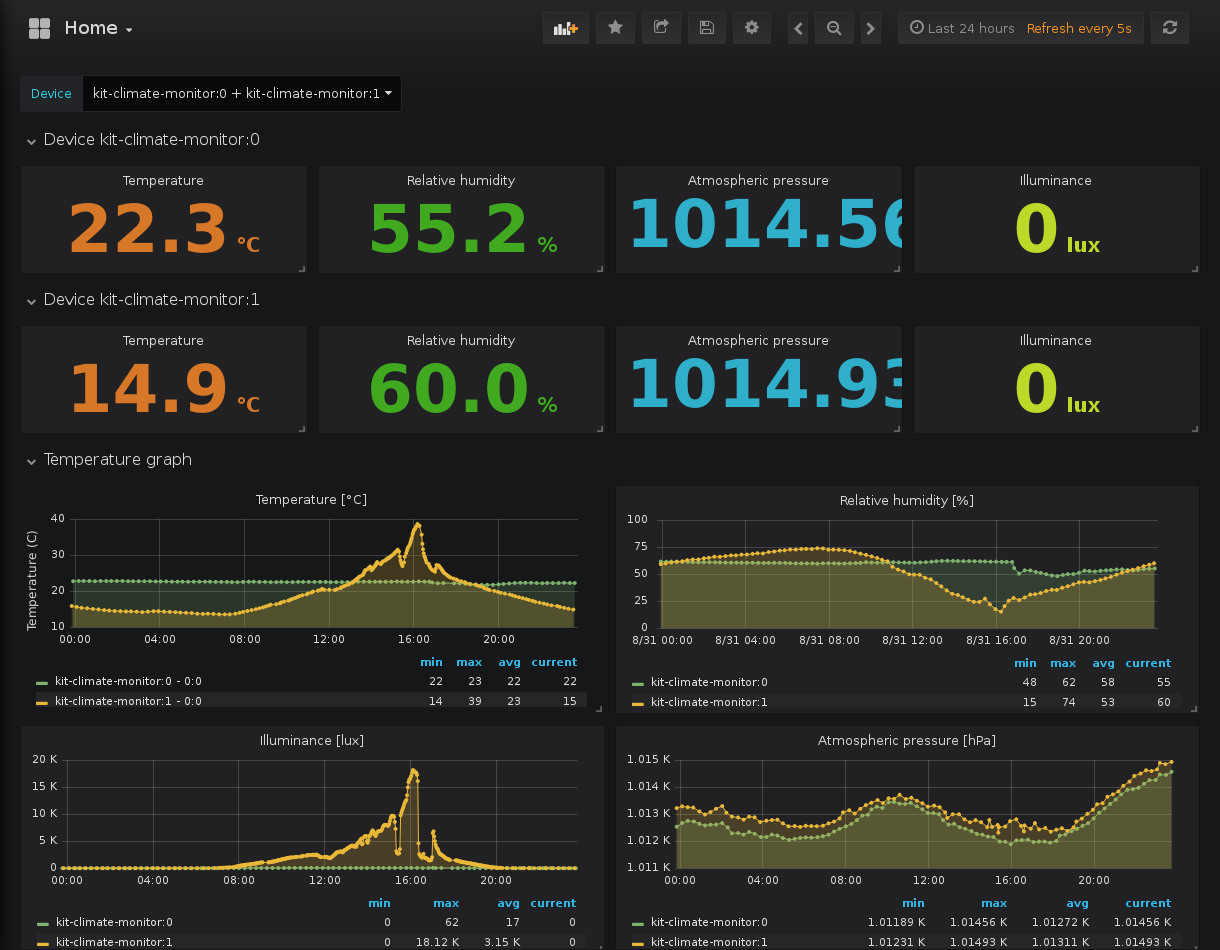 Home
Last 24 hours Refresh every 5s
Device kit-climate-monitor:0 + kit-climate-monitor:1
Device kit-climate-monitor:0
Temperature Relative humidity Atmospheric pressure Illuminance
22.3 °C 55.2 % 1014.56 0 lux
Device kit-climate-monitor:1
Temperature Relative humidity Atmospheric pressure Illuminance
14.9 °C 60.0 % 1014.93 0 lux
Temperature graph
Temperature [°C]
Temperature (C)
40
30
20
10
00:00 04:00 08:00 12:00 16:00 20:00
min max avg current
kit-climate-monitor:0 - 0:0 22 23 22 22
kit-climate-monitor:1 - 0:0 14 39 23 15
Relative humidity [%]
100
75
50
25
0
8/31 00:00 8/31 04:00 8/31 08:00 8/31 12:00 8/31 16:00 8/31 20:00
min max avg current
kit-climate-monitor:0 48 62 58 55
kit-climate-monitor:1 15 74 53 60
Illuminance [lux]
20 K
15 K
10 K
5 K
0
00:00 04:00 08:00 12:00 16:00 20:00
min max avg current
kit-climate-monitor:0 0 62 17 0
kit-climate-monitor:1 0 18.12 K 3.15 K 0
Atmospheric pressure [hPa]
1.015 K
1.014 K
1.013 K
1.012 K
1.011 K
00:00 04:00 08:00 12:00 16:00 20:00
min max avg current
kit-climate-monitor:0 1.01189 K 1.01456 K 1.01272 K 1.01456 K
kit-climate-monitor:1 1.01231 K 1.01493 K 1.01311 K 1.01493 K